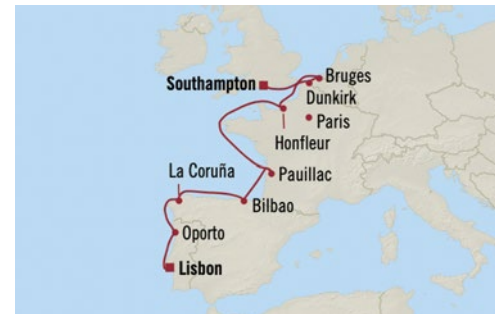 Bruges
Southampton
Dunkirk
Paris
Honfleur
La Coruña
Pauillac
Bilbao
Oporto
Lisbon